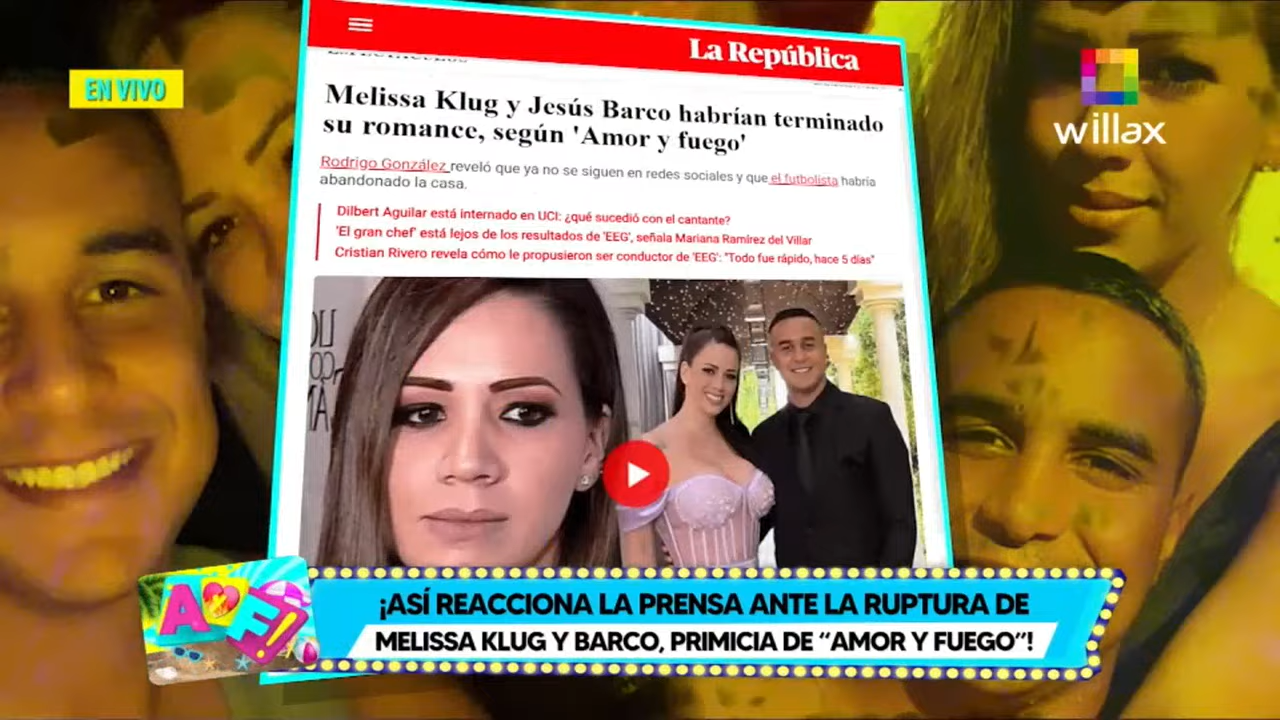 EN VIVO
La República
willax
Melissa Klug y Jesús Barco habrían terminado
su romance, según 'Amor y fuego'
Rodrigo González reveló que ya no se siguen en redes sociales y que el futbolista habría
abandonado la casa.
Dilbert Aguilar está internado en UCI: ¿qué sucedió con el cantante?
'El gran chef' está lejos de los resultados de 'EEG', señala Mariana Ramírez del Villar
Cristian Rivero revela cómo le propusieron ser conductor de 'EEG': "Todo fue rápido, hace 5 días"
A F!
¡ASÍ REACCIONA LA PRENSA ANTE LA RUPTURA DE
MELISSA KLUG Y BARCO, PRIMICIA DE “AMOR Y FUEGO”!